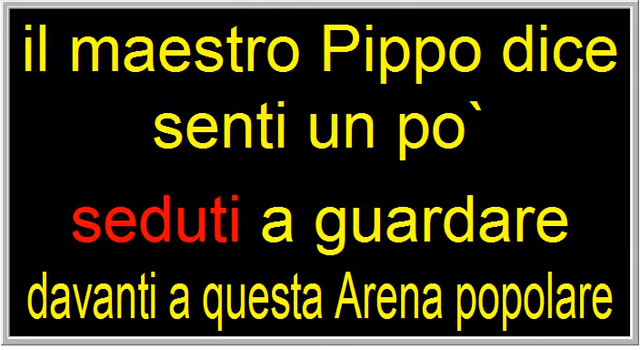 il maestro Pippo dice
senti un po`
seduti a guardare
davanti a questa Arena popolare